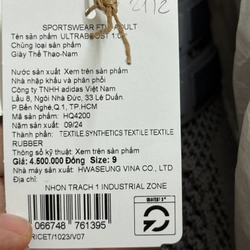 2112
SPORTSWEAR FTW ADULT
Tên sản phẩm ULTRABOOST 1.0
Chủng loại sản phẩm
Giày Thể Thao-Nam
Nước sản xuất Xem trên sản phẩm
Nhập khẩu và phân phối
Công ty TNHH adidas Việt Nam
Lầu 8, Ngôi Nhà Đức, 33 Lê Duẩn,
P.Bến Nghé,Q.1, TP.HCM
Mã sản phẩm: HQ4200
Năm sản xuất: 09/24
Thành phần: TEXTILE.SYNTHETICS TEXTILE TEXTILE
RUBBER
Thông số kỹ thuật: Xem trên sản phẩm
Giá: 4.500.000 Đồng Size: 9
Nhà máy sản xuất: HWASEUNG VINA CO., LTD
Địa chỉ:
NHON TRACH 1 INDUSTRIAL ZONE
066748 761395
RICET/1023/V07